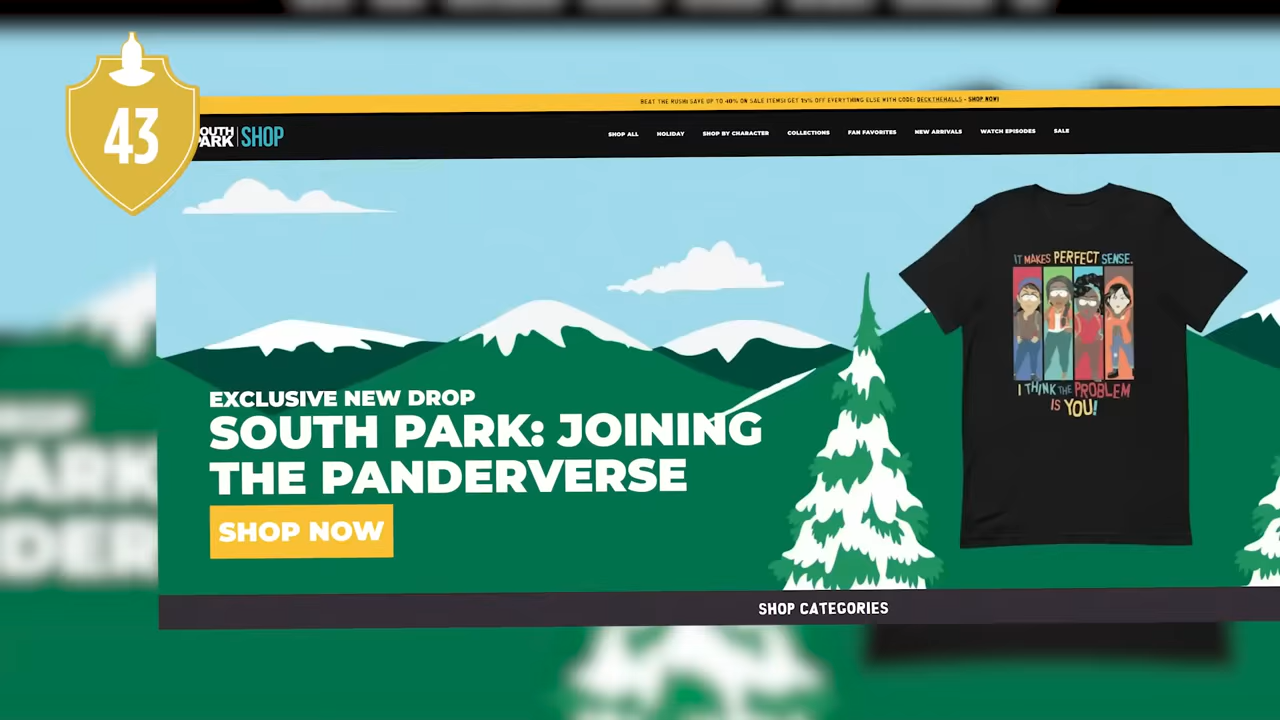 43
BEAT THE RUSH! SAVE UP TO 40% ON SALE ITEMS! GET 15% OFF EVERYTHING ELSE WITH CODE: DECKTHEHALLS - SHOP NOW!
OUTH
PARK SHOP
SHOP ALL HOLIDAY SHOP BY CHARACTER COLLECTIONS FAN FAVORITES NEW ARRIVALS WATCH EPISODES SALE
IT MAKES PERFECT SENSE.
I THINK THE PROBLEM
IS YOU!
EXCLUSIVE NEW DROP
SOUTH PARK: JOINING
THE PANDERVERSE
SHOP NOW
SHOP CATEGORIES